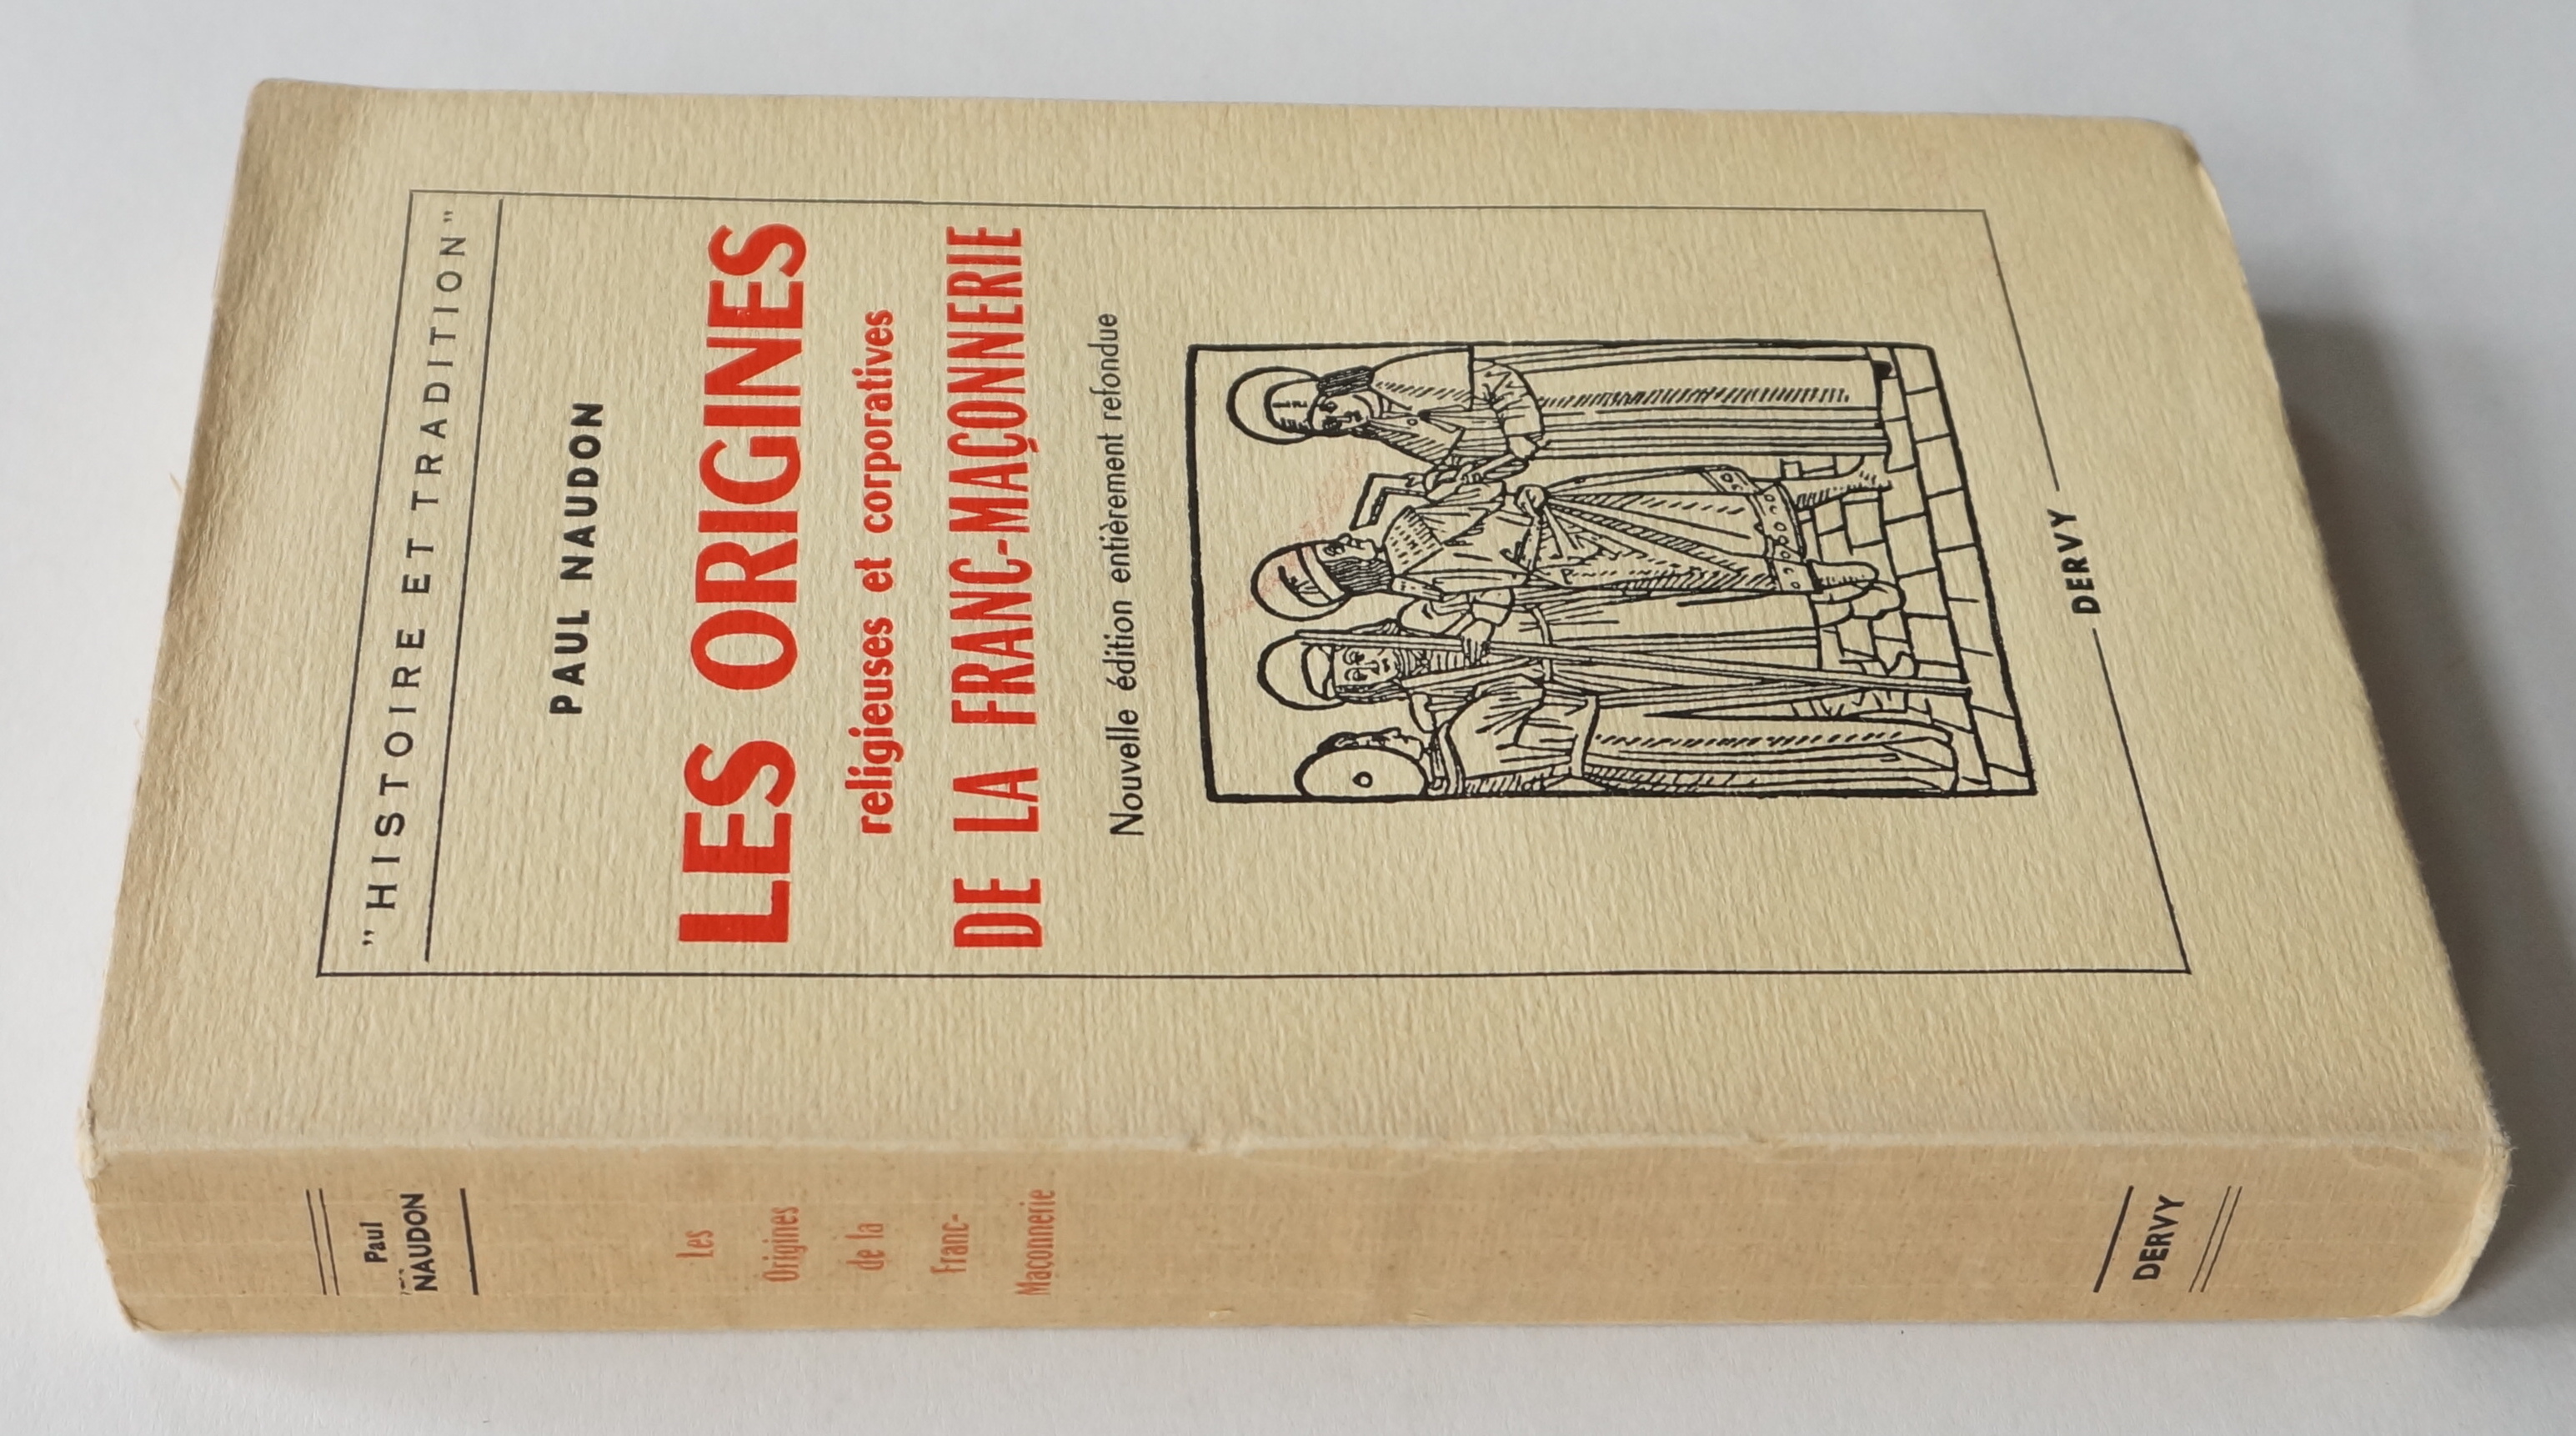 "HISTOIRE ET TRADITION"
PAUL NAUDON
LES ORIGINES
religieuses et corporatives
DE LA FRANC-MAÇONNERIE
Nouvelle édition entièrement refondue
DERVY
Paul
NAUDON
Les
Origines
de la
Franc-
Maçonnerie
DERVY